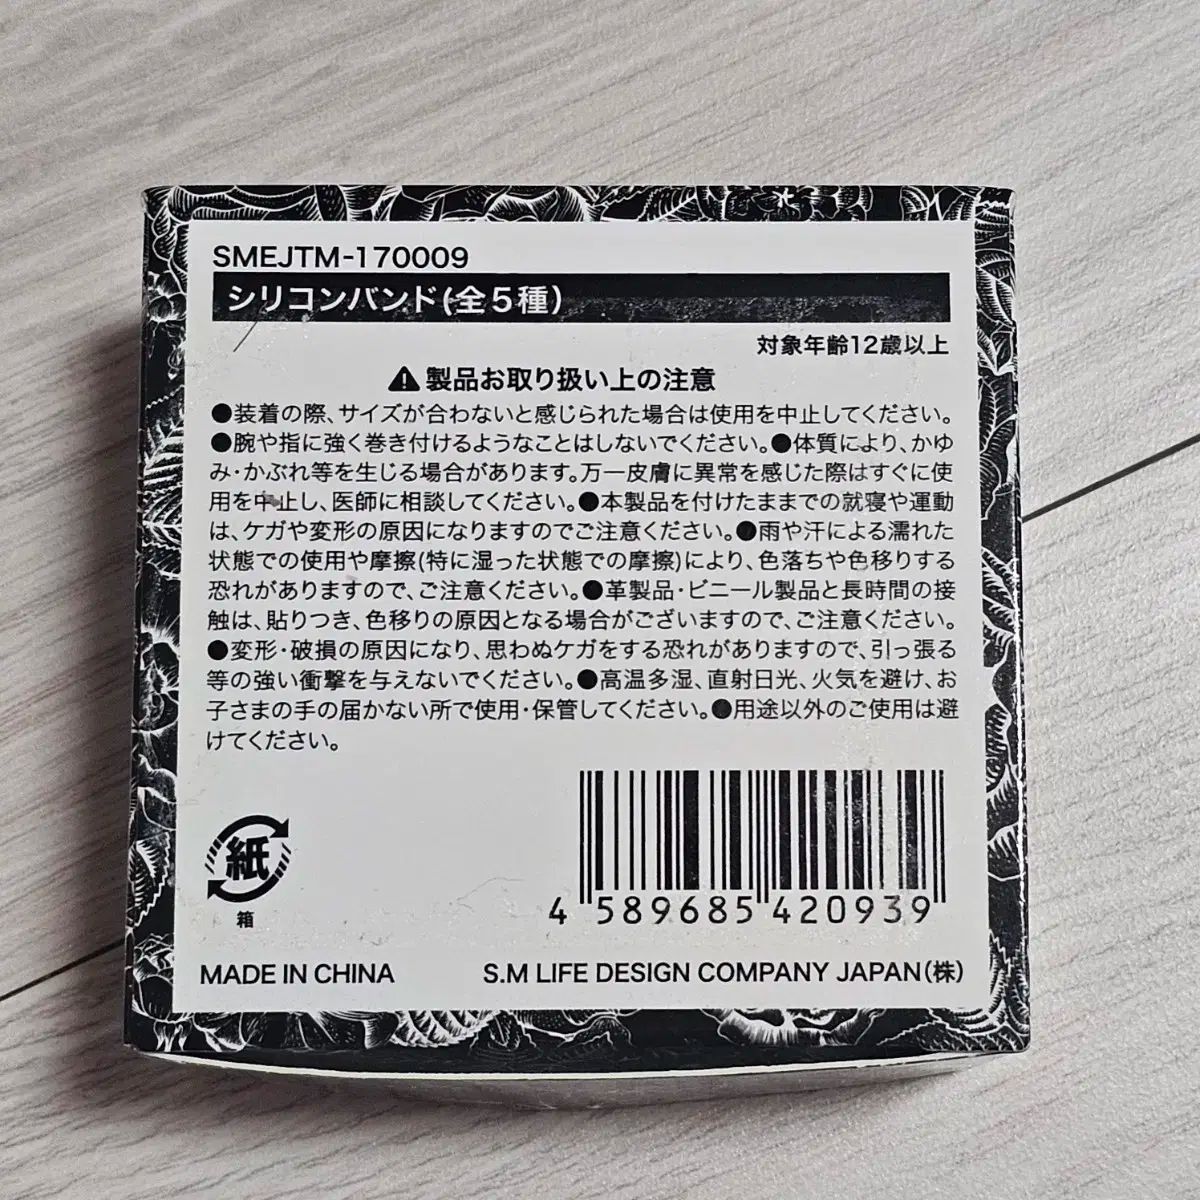 SMEJTM-170009
シリコンバンド(全5種)
対象年齢12歳以上
⚠製品お取り扱い上の注意
●装着の際、サイズが合わないと感じられた場合は使用を中止してください。
●腕や指に強く巻き付けるようなことはしないでください。●体質により、かゆ
み・かぶれ等を生じる場合があります。万一皮膚に異常を感じた際はすぐに使
用を中止し、医師に相談してください。●本製品を付けたままでの就寝や運動
は、ケガや変形の原因になりますのでご注意ください。●雨や汗による濡れた
状態での使用や摩擦(特に湿った状態での摩擦)により、色落ちや色移りする
恐れがありますので、ご注意ください。●革製品・ビニール製品と長時間の接
触は、貼りつき、色移りの原因となる場合がございますので、ご注意ください。
●変形・破損の原因になり、思わぬケガをする恐れがありますので、引っ張る
等の強い衝撃を与えないでください。●高温多湿、直射日光、火気を避け、お
子さまの手の届かない所で使用・保管してください。●用途以外のご使用は避
けてください。
紙
箱
4 589685 420939
MADE IN CHINA
S.M LIFE DESIGN COMPANY JAPAN(株)